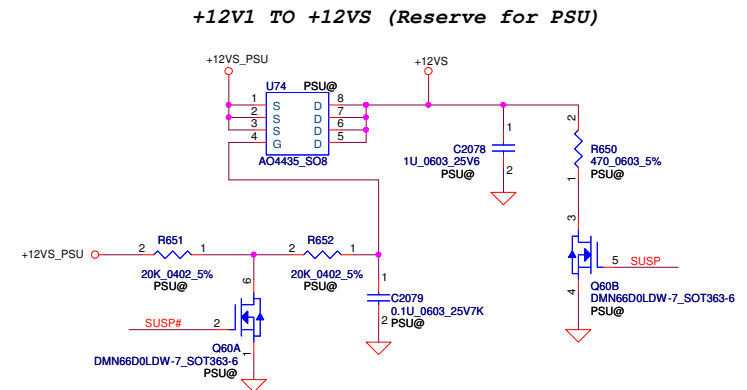 +12V1 TO +12VS (Reserve for PSU)
+12VS_PSU
+12VS
U74 PSU@
1 S D 8
2 S D 7
3 S D 6
4 G D 5
AO4435_SO8
C2078
1U_0603_25V6
PSU@
1
2
2
R650
470_0603_5%
PSU@
1
+12VS_PSU
2 R651 1
20K_0402_5%
PSU@
2 R652 1
20K_0402_5%
PSU@
1
C2079
0.1U_0603_25V7K
2 PSU@
6
SUSP# 2
1
Q60A
DMN66D0LDW-7_SOT363-6
PSU@
3
5 SUSP
4
Q60B
DMN66D0LDW-7_SOT363-6
PSU@